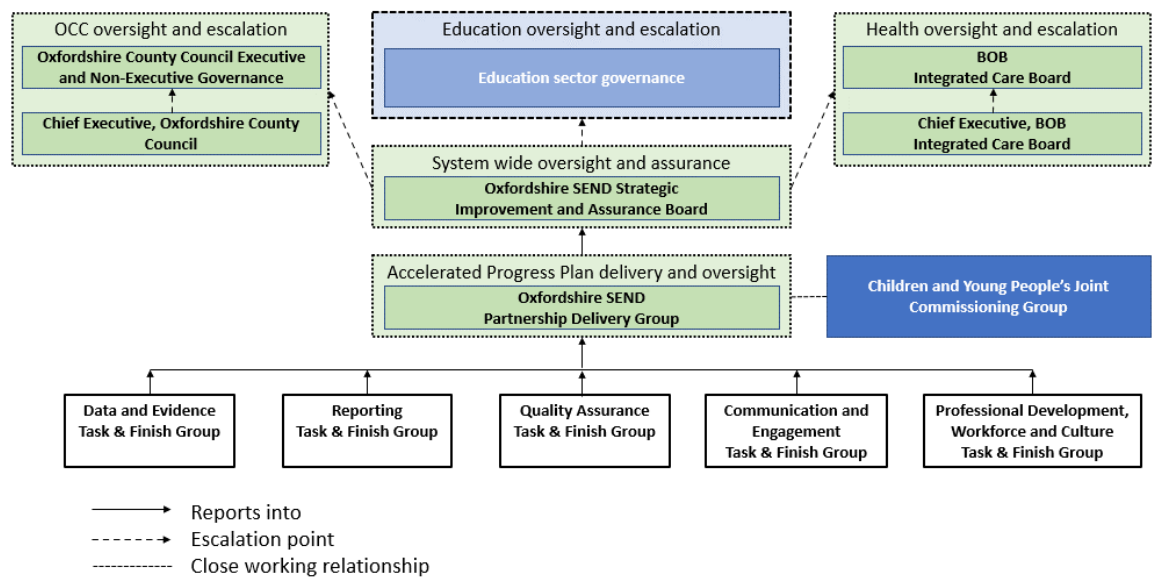 OCC oversight and escalation
Oxfordshire County Council Executive
and Non-Executive Governance
Chief Executive, Oxfordshire County
Council
Education oversight and escalation
Education sector governance
Health oversight and escalation
BOB
Integrated Care Board
Chief Executive, BOB
Integrated Care Board
System wide oversight and assurance
Oxfordshire SEND Strategic
Improvement and Assurance Board
Accelerated Progress Plan delivery and oversight
Oxfordshire SEND
Partnership Delivery Group
Children and Young People's Joint
Commissioning Group
Data and Evidence
Task & Finish Group
Reporting
Task & Finish Group
Quality Assurance
Task & Finish Group
Communication and
Engagement
Task & Finish Group
Professional Development,
Workforce and Culture
Task & Finish Group
Reports into
Escalation point
Close working relationship